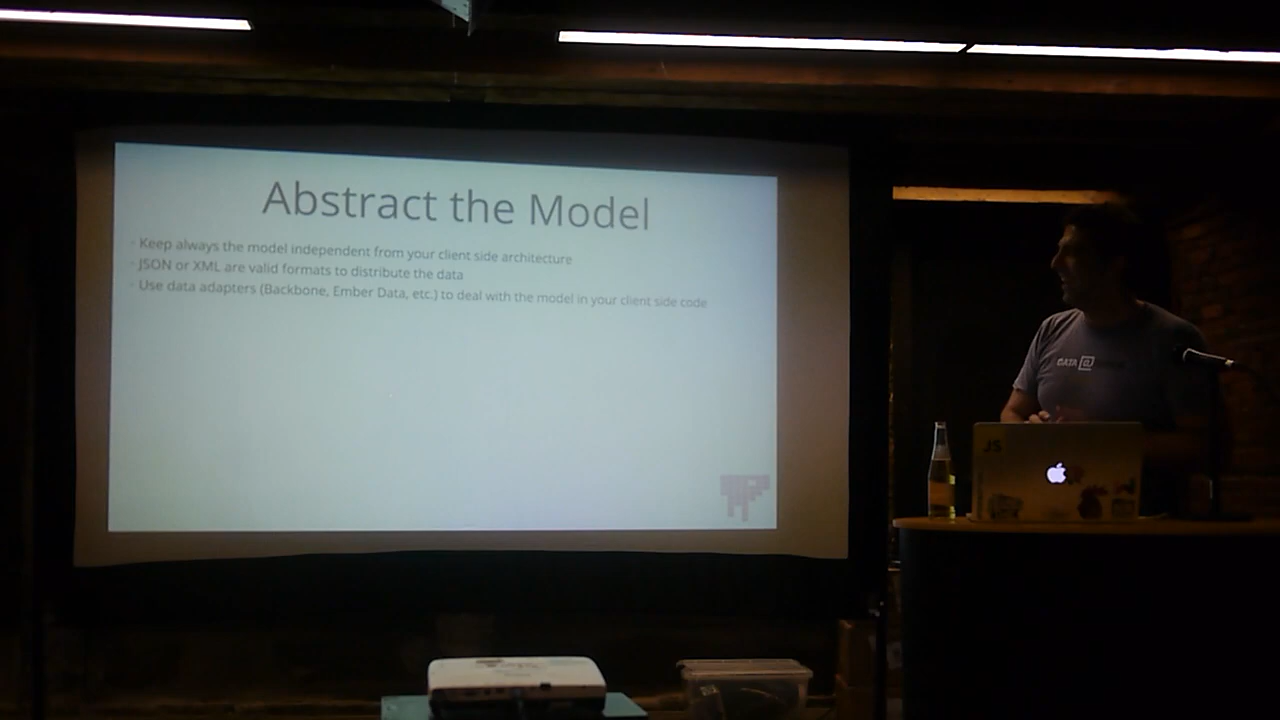 Abstract the Model
· Keep always the model independent from your client side architecture
· JSON or XML are valid formats to distribute the data
· Use data adapters (Backbone, Ember Data, etc.) to deal with the model in your client side code
DATA @
JS